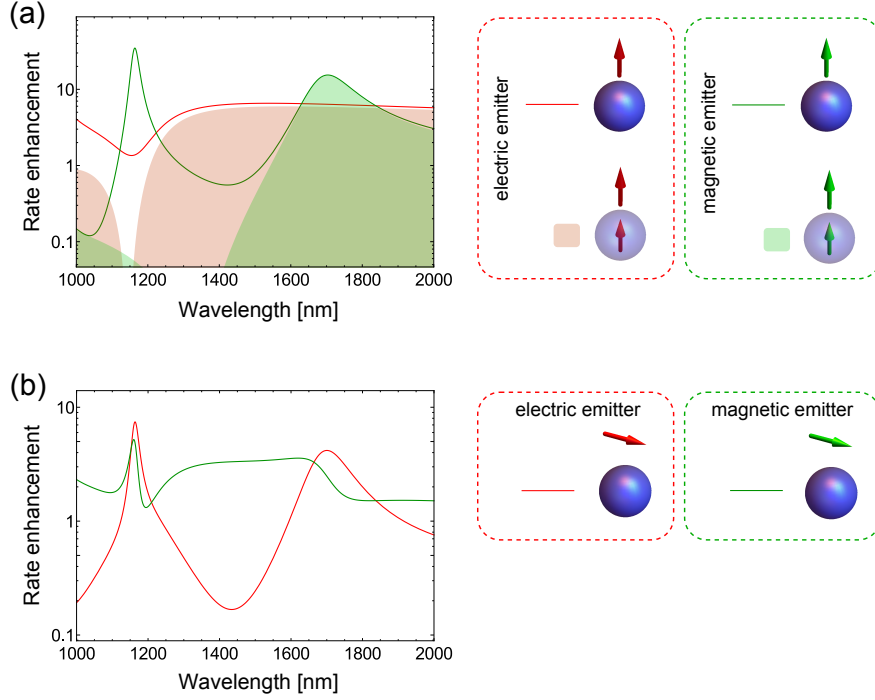 (a)
Rate enhancement
10
1
0.1
1000
1200
1400
1600
1800
2000
Wavelength [nm]
electric emitter
magnetic emitter
(b)
Rate enhancement
10
1
0.1
1000
1200
1400
1600
1800
2000
Wavelength [nm]
electric emitter
magnetic emitter